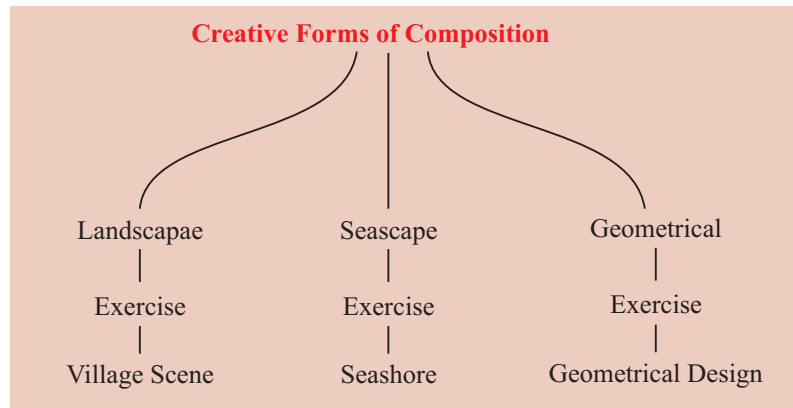 Creative Forms of Composition
Landscapae
Seascape
Geometrical
Exercise
Exercise
Exercise
Village Scene
Seashore
Geometrical Design